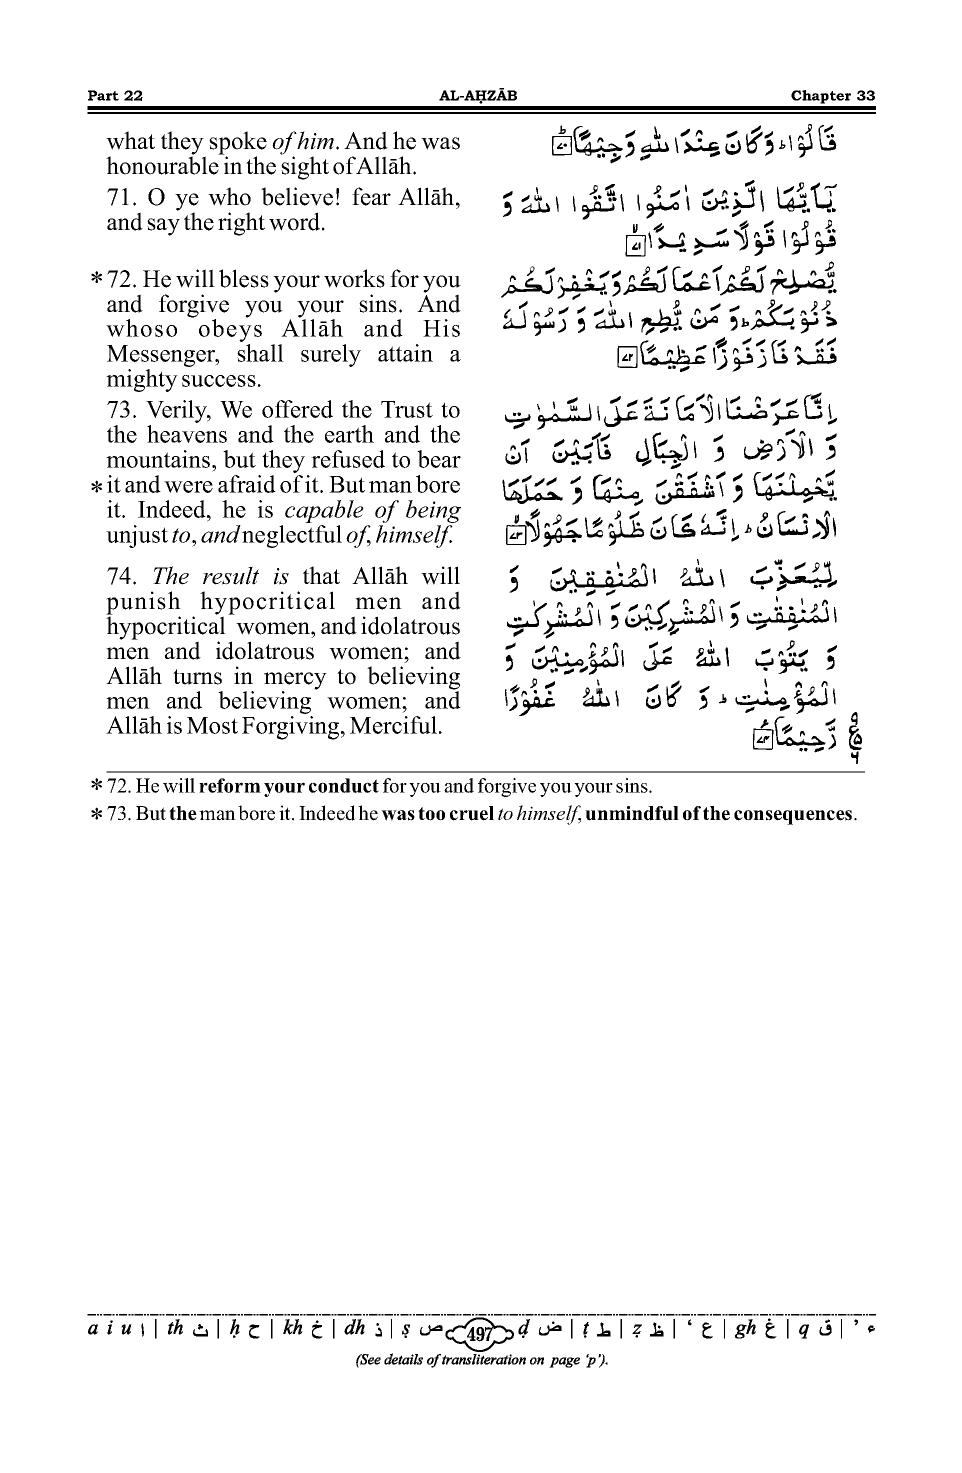 Part 22 AL-AḤZĀB Chapter 33
what they spoke of him. And he was
honourable in the sight of Allāh.
71. O ye who believe! fear Allāh,
and say the right word.
*72. He will bless your works for you
and forgive you your sins. And
whoso obeys Allāh and His
Messenger, shall surely attain a
mighty success.
73. Verily, We offered the Trust to
the heavens and the earth and the
mountains, but they refused to bear
*it and were afraid of it. But man bore
it. Indeed, he is capable of being
unjust to, and neglectful of, himself.
74. The result is that Allāh will
punish hypocritical men and
hypocritical women, and idolatrous
men and idolatrous women; and
Allāh turns in mercy to believing
men and believing women; and
Allāh is Most Forgiving, Merciful.
قَالُوْا ؕ وَ كَانَ عِنْدَ اللّٰهِ وَجِيْهًا ﴿۷۰﴾
يٰۤاَيُّهَا الَّذِيْنَ اٰمَنُوا اتَّقُوا اللّٰهَ وَ
قُوْلُوْا قَوْلًا سَدِيْدًا ﴿۷۱﴾
يُّصْلِحْ لَكُمْ اَعْمَالَكُمْ وَ يَغْفِرْ لَكُمْ
ذُنُوْبَكُمْ ؕ وَ مَنْ يُّطِعِ اللّٰهَ وَ رَسُوْلَهٗ
فَقَدْ فَازَ فَوْزًا عَظِيْمًا ﴿۷۲﴾
اِنَّا عَرَضْنَا الْاَمَانَةَ عَلَى السَّمٰوٰتِ
وَ الْاَرْضِ وَ الْجِبَالِ فَاَبَيْنَ اَنْ
يَّحْمِلْنَهَا وَ اَشْفَقْنَ مِنْهَا وَ حَمَلَهَا
الْاِنْسَانُ ؕ اِنَّهٗ كَانَ ظَلُوْمًا جَهُوْلًا ﴿۷۳﴾
لِّيُعَذِّبَ اللّٰهُ الْمُنٰفِقِيْنَ وَ
الْمُنٰفِقٰتِ وَ الْمُشْرِكِيْنَ وَ الْمُشْرِكٰتِ
وَ يَتُوْبَ اللّٰهُ عَلَى الْمُؤْمِنِيْنَ وَ
الْمُؤْمِنٰتِ ؕ وَ كَانَ اللّٰهُ غَفُوْرًا
رَّحِيْمًا ﴿۷۴﴾
*72. He will reform your conduct for you and forgive you your sins.
*73. But the man bore it. Indeed he was too cruel to himself, unmindful of the consequences.
a i u ا | th ث | ḥ ح | kh خ | dh ذ | ṣ ص 497 ḍ ض | ṭ ط | ẓ ظ | ‘ ع | gh غ | q ق | ’ ء
(See details of transliteration on page ‘p’).